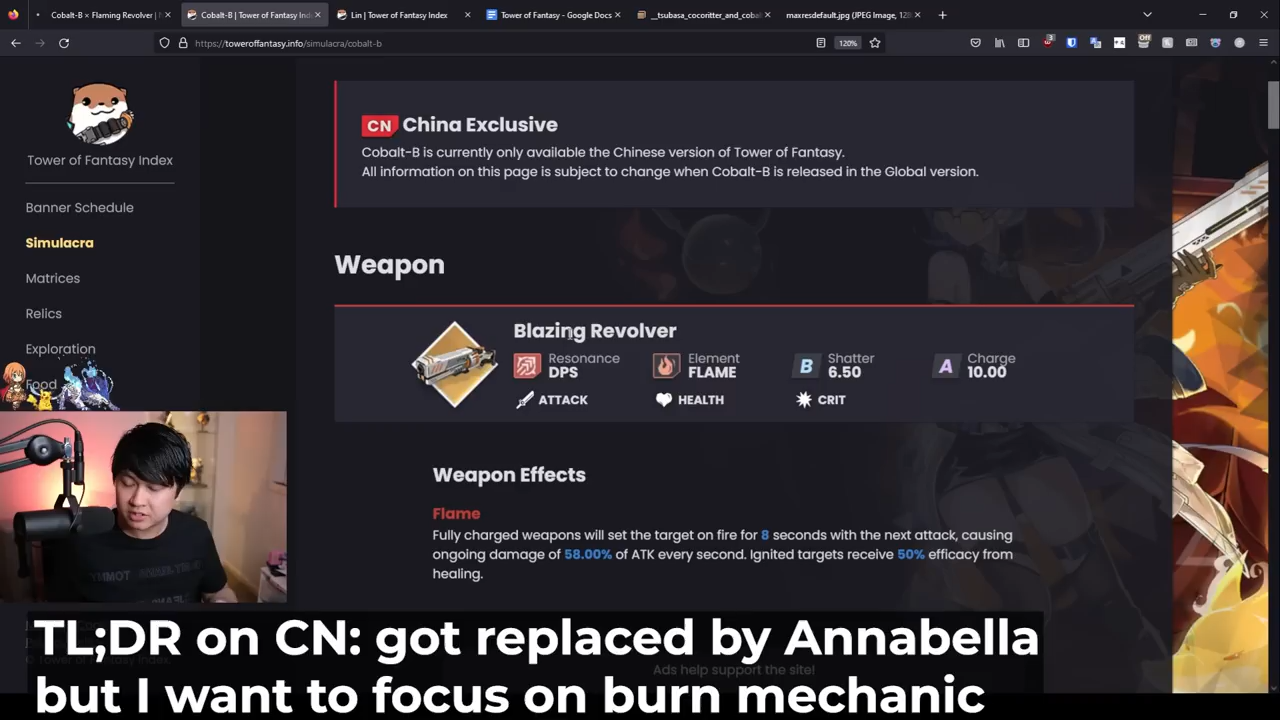 Cobalt-B × Flaming Revolver | N
Cobalt-B | Tower of Fantasy Inde
Lin | Tower of Fantasy Index
Tower of Fantasy - Google Docs
__tsubasa_cocoritter_and_cobal
maxresdefault.jpg (JPEG Image, 128
https://toweroffantasy.info/simulacra/cobalt-b
120%
3
Off
Tower of Fantasy Index
Banner Schedule
Simulacra
Matrices
Relics
Exploration
Food
CN China Exclusive
Cobalt-B is currently only available the Chinese version of Tower of Fantasy.
All information on this page is subject to change when Cobalt-B is released in the Global version.
Weapon
Blazing Revolver
Resonance
DPS
Element
FLAME
B
Shatter
6.50
A
Charge
10.00
ATTACK
HEALTH
CRIT
Weapon Effects
Flame
Fully charged weapons will set the target on fire for 8 seconds with the next attack, causing
ongoing damage of 58.00% of ATK every second. Ignited targets receive 50% efficacy from
healing.
Ads help support the site!
TL;DR on CN: got replaced by Annabella
but I want to focus on burn mechanic